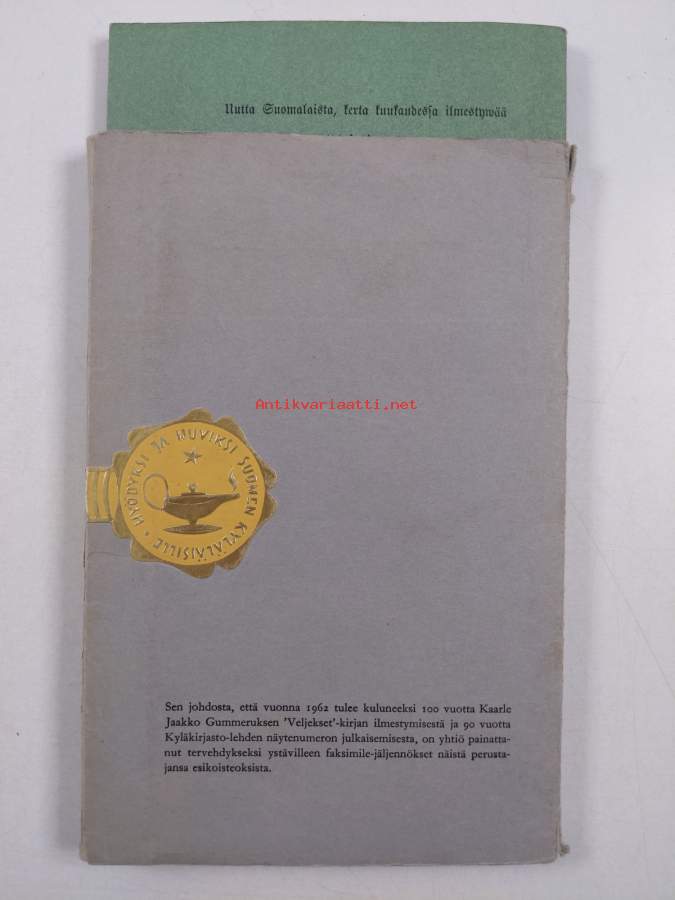 Uutta Suomalaista, kerta kuukaudessa ilmestywää
Antikvariaatti.net
HYÖDYKSI JA HUVIKSI SUOMEN KYLÄLÄISILLE
Sen johdosta, että vuonna 1962 tulee kuluneeksi 100 vuotta Kaarle
Jaakko Gummeruksen 'Veljekset'-kirjan ilmestymisestä ja 90 vuotta
Kyläkirjasto-lehden näytenumeron julkaisemisesta, on yhtiö painatta-
nut tervehdykseksi ystävilleen faksimile-jäljennökset näistä perusta-
jansa esikoisteoksista.